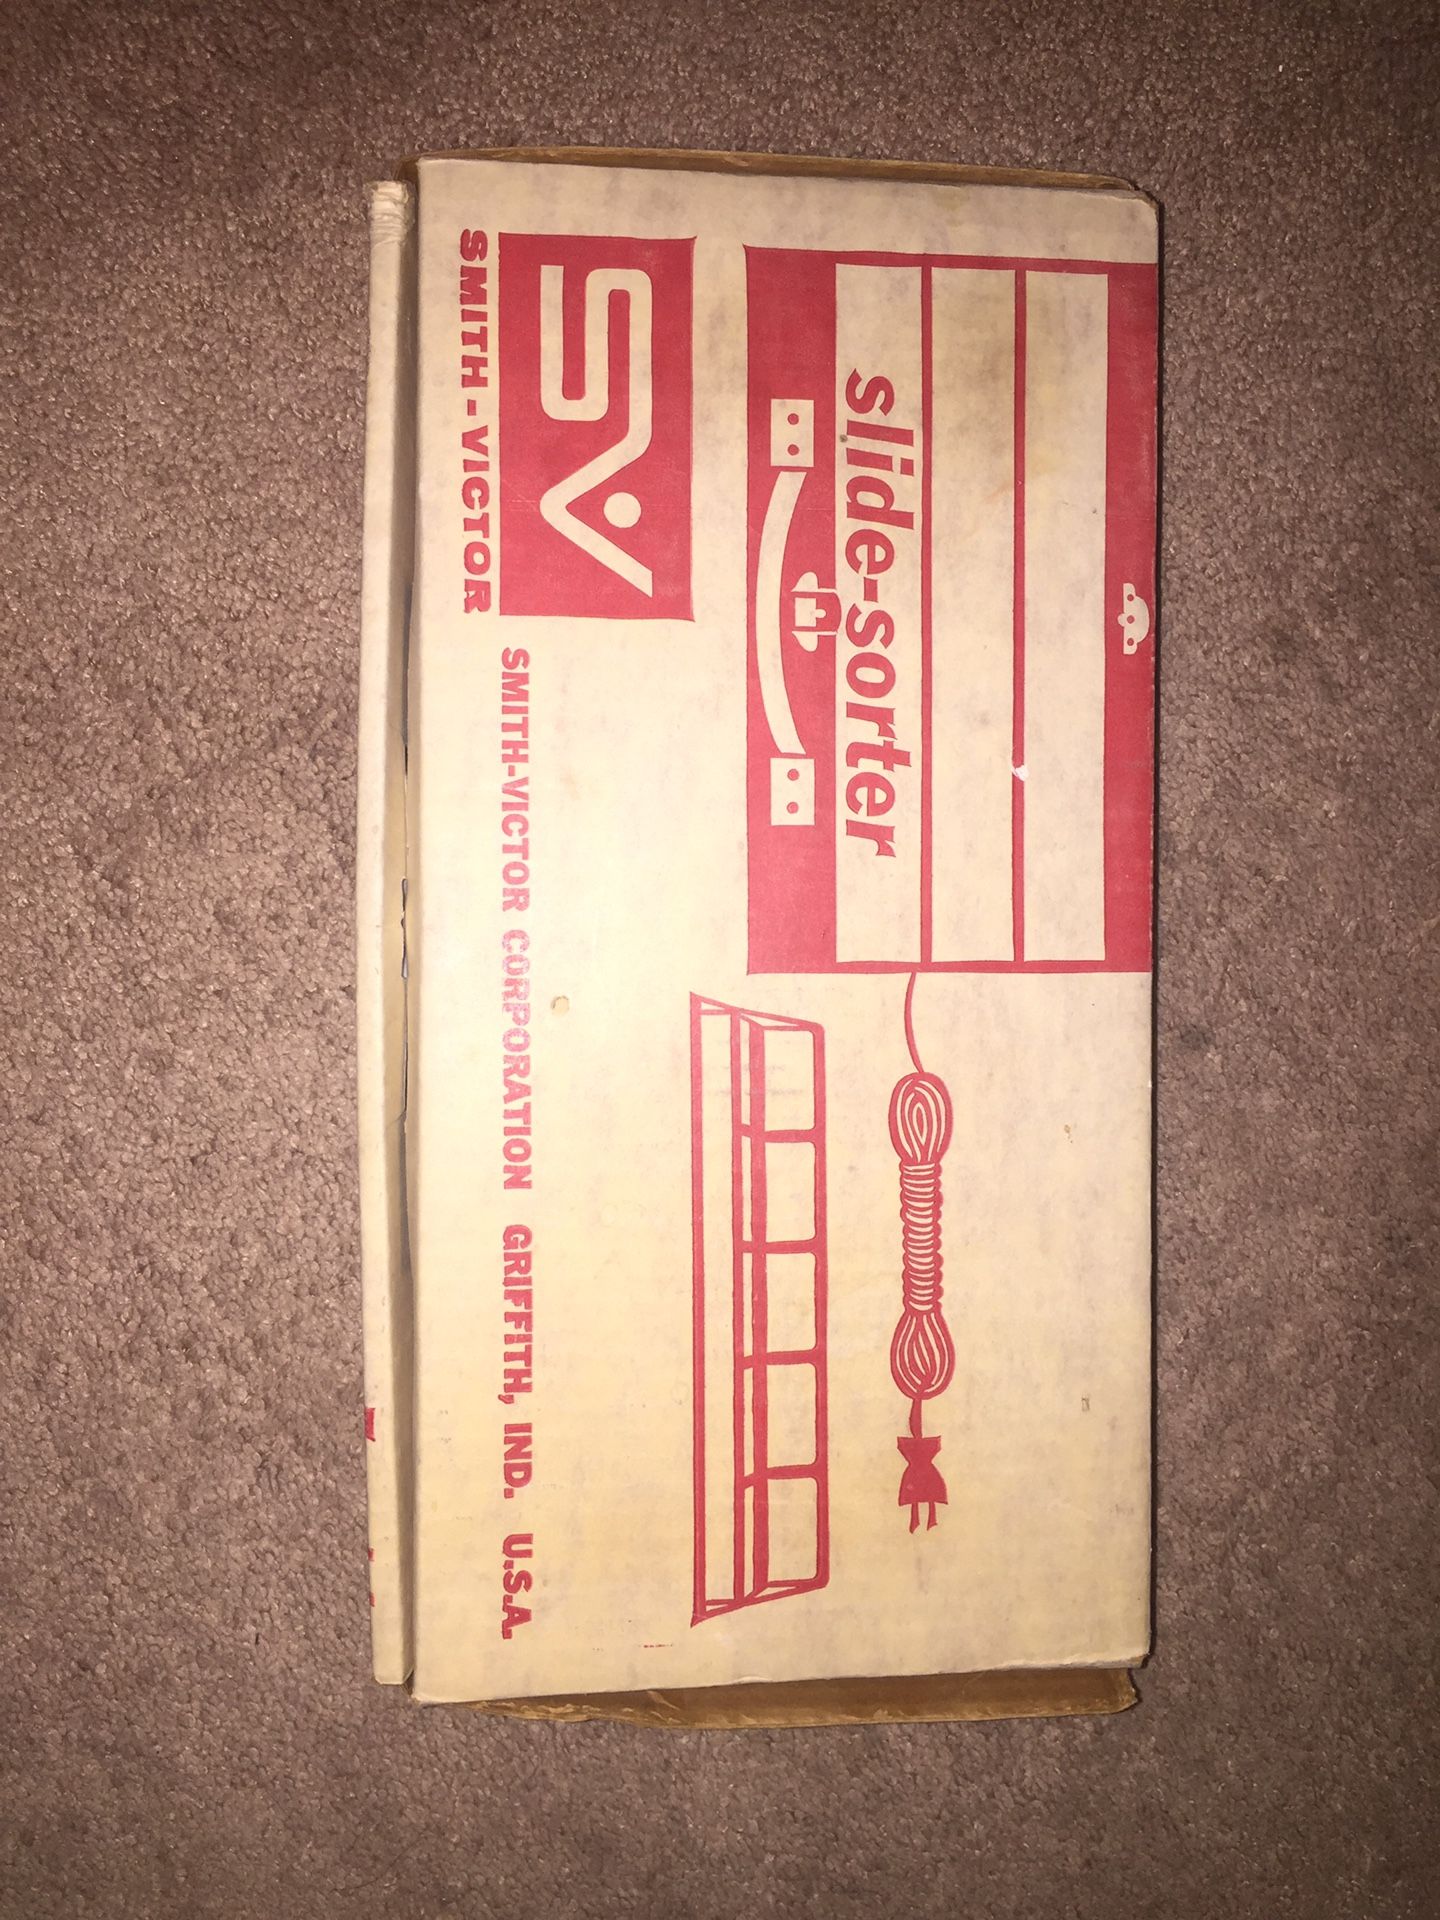 slide-sorter
SV
SMITH-VICTOR
SMITH-VICTOR CORPORATION GRIFFITH, IND. U.S.A.